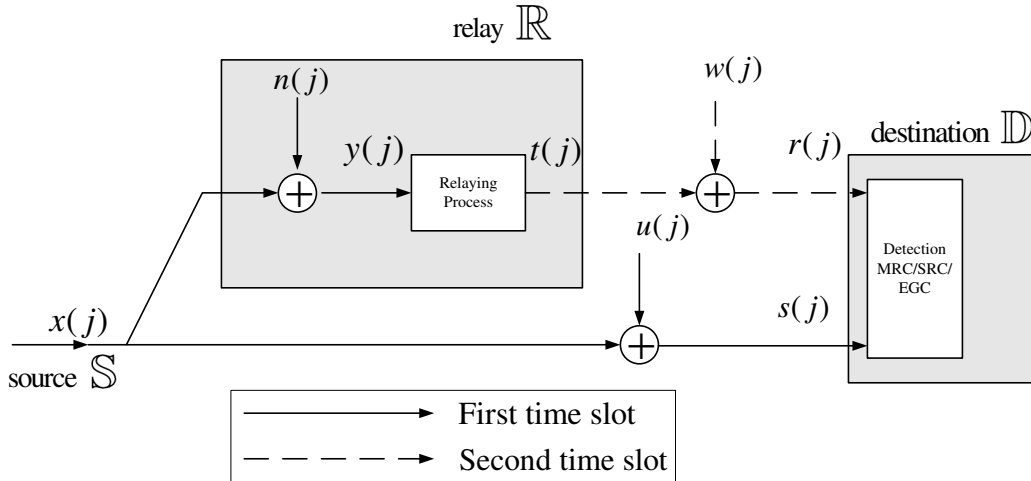 relay ℝ
n(j)
w(j)
y(j)
t(j)
destination 𝔻
r(j)
Relaying
Process
u(j)
Detection
MRC/SRC/
EGC
x(j)
s(j)
source 𝕊
First time slot
Second time slot